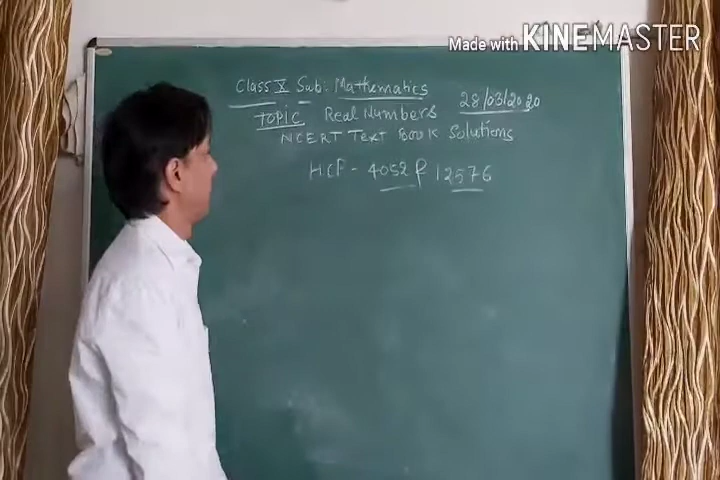 Made with KINEMASTER
Class X Sub: Mathematics
28/03/2020
Topic Real Numbers
NCERT Text Book Solutions
HCF - 4052 & 12576